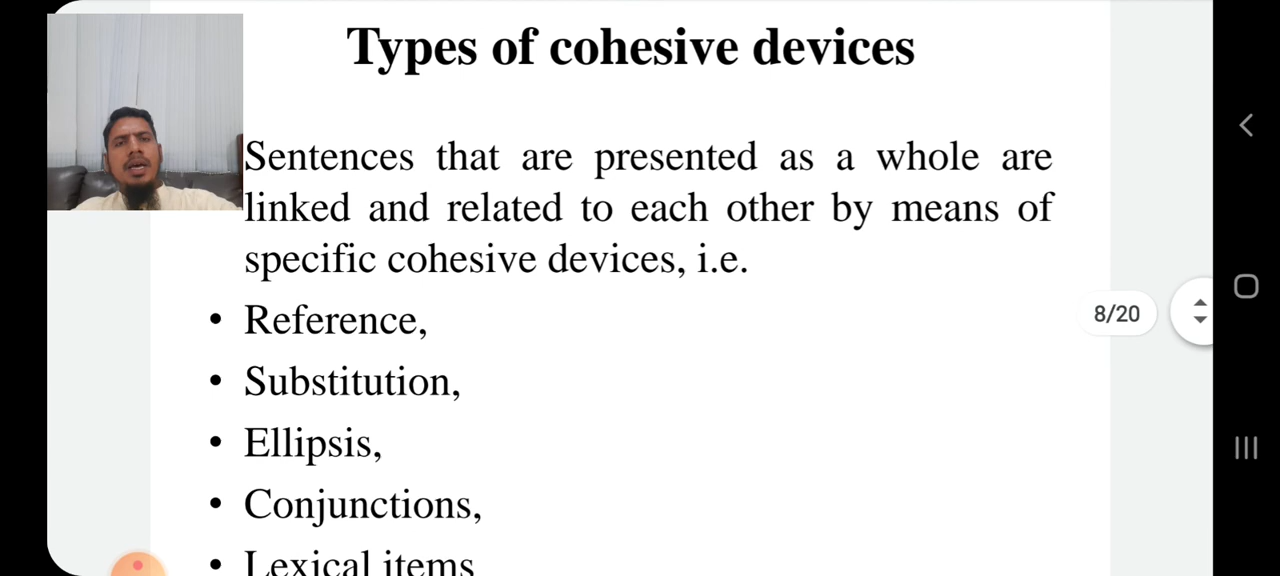 Types of cohesive devices
Sentences that are presented as a whole are
linked and related to each other by means of
specific cohesive devices, i.e.
• Reference,
• Substitution,
8/20
• Ellipsis,
• Conjunctions,
• Lexical items